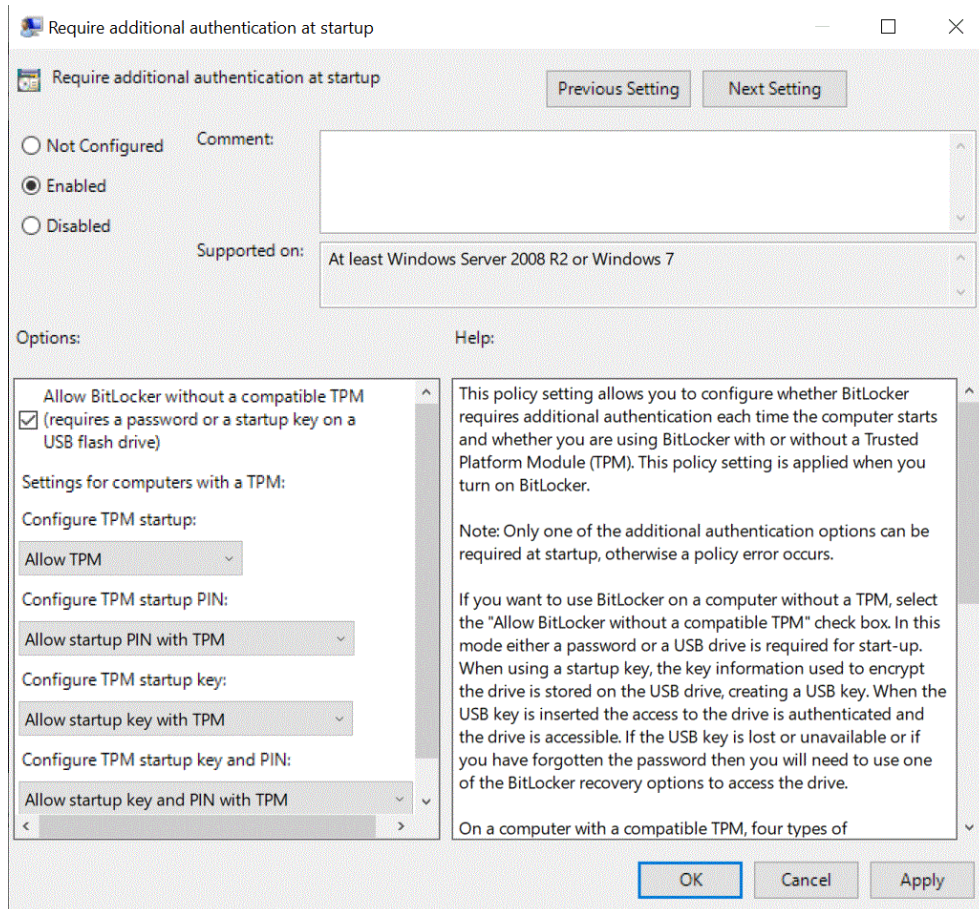 Require additional authentication at startup
Require additional authentication at startup
Previous Setting
Next Setting
Not Configured
Enabled
Disabled
Comment:
Supported on:
At least Windows Server 2008 R2 or Windows 7
Options:
Help:
Allow BitLocker without a compatible TPM
(requires a password or a startup key on a
USB flash drive)
Settings for computers with a TPM:
Configure TPM startup:
Allow TPM
Configure TPM startup PIN:
Allow startup PIN with TPM
Configure TPM startup key:
Allow startup key with TPM
Configure TPM startup key and PIN:
Allow startup key and PIN with TPM
This policy setting allows you to configure whether BitLocker
requires additional authentication each time the computer starts
and whether you are using BitLocker with or without a Trusted
Platform Module (TPM). This policy setting is applied when you
turn on BitLocker.
Note: Only one of the additional authentication options can be
required at startup, otherwise a policy error occurs.
If you want to use BitLocker on a computer without a TPM, select
the "Allow BitLocker without a compatible TPM" check box. In this
mode either a password or a USB drive is required for start-up.
When using a startup key, the key information used to encrypt
the drive is stored on the USB drive, creating a USB key. When the
USB key is inserted the access to the drive is authenticated and
the drive is accessible. If the USB key is lost or unavailable or if
you have forgotten the password then you will need to use one
of the BitLocker recovery options to access the drive.
On a computer with a compatible TPM, four types of
OK
Cancel
Apply